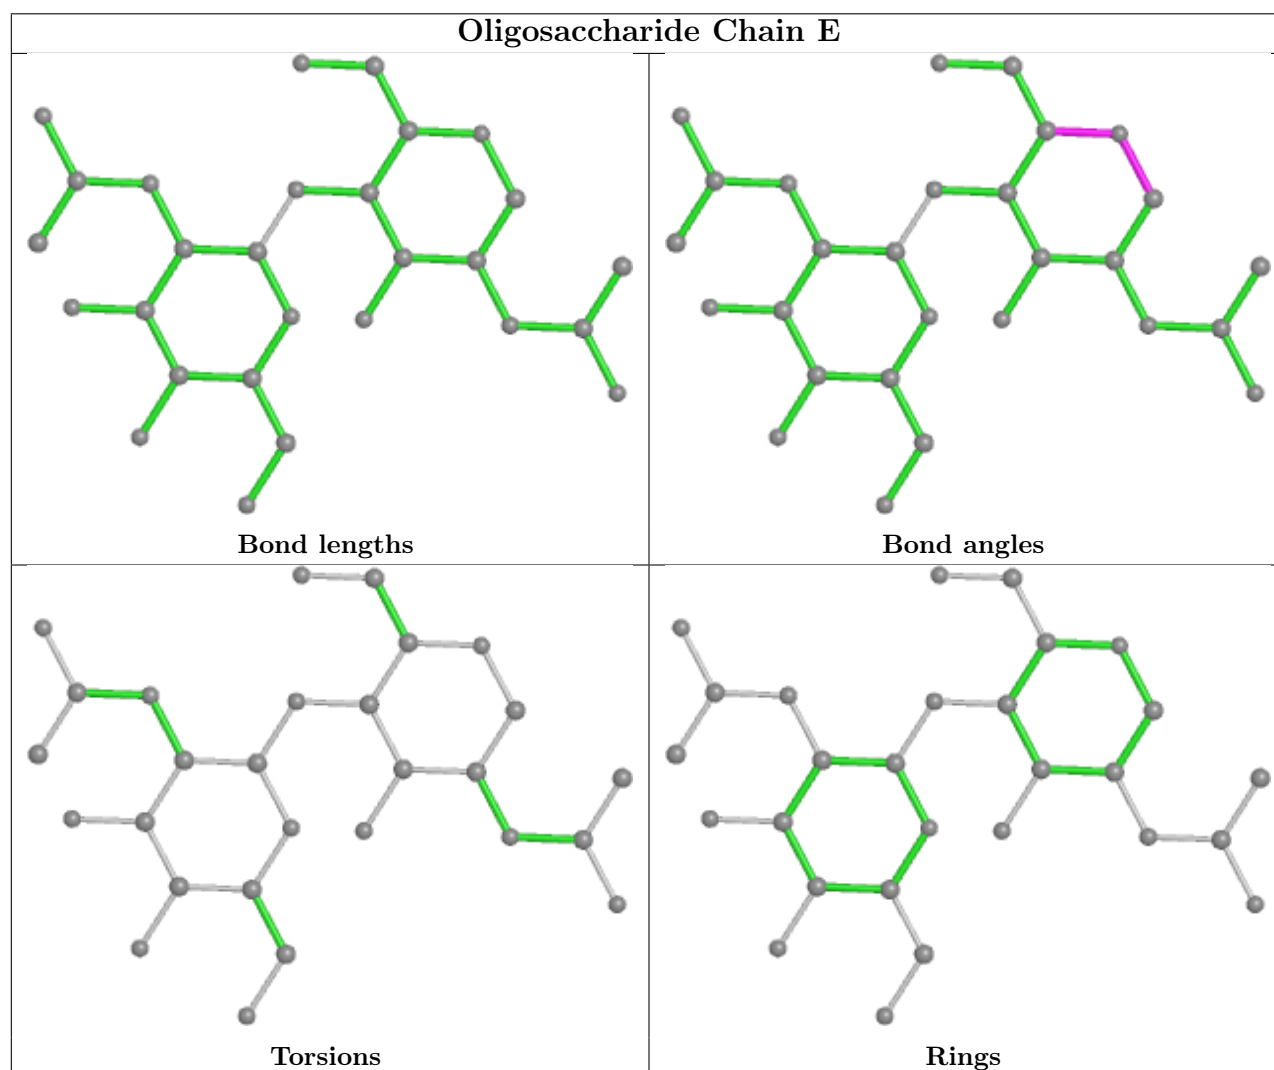 Oligosaccharide Chain E
Bond lengths
Bond angles
Torsions
Rings